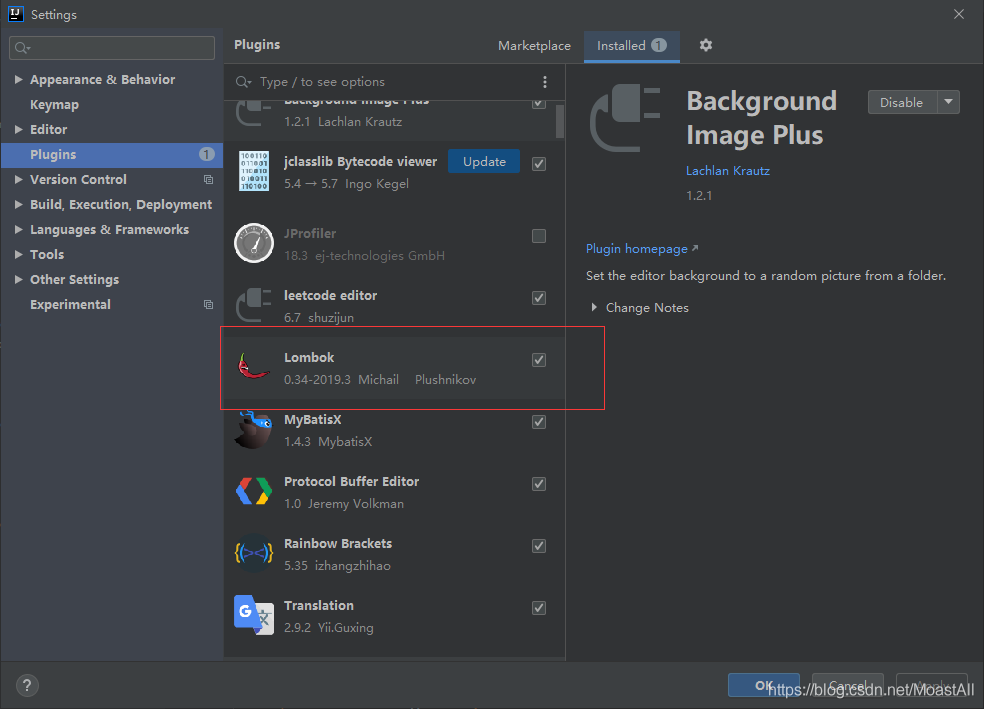 Settings
Plugins
Marketplace
Installed 1
Type / to see options
Appearance & Behavior
Keymap
Editor
Plugins 1
Version Control
Build, Execution, Deployment
Languages & Frameworks
Tools
Other Settings
Experimental
Background Image Plus
1.2.1 Lachlan Krautz
jclasslib Bytecode viewer
Update
5.4 → 5.7 Ingo Kegel
JProfiler
18.3 ej-technologies GmbH
leetcode editor
6.7 shuzijun
Lombok
0.34-2019.3 Michail Plushnikov
MyBatisX
1.4.3 MybatisX
Protocol Buffer Editor
1.0 Jeremy Volkman
Rainbow Brackets
5.35 izhangzhihao
Translation
2.9.2 Yii.Guxing
Background
Image Plus
Disable
Lachlan Krautz
1.2.1
Plugin homepage
Set the editor background to a random picture from a folder.
Change Notes
?
OK
Cancel
Apply
https://blog.csdn.net/MoastAll